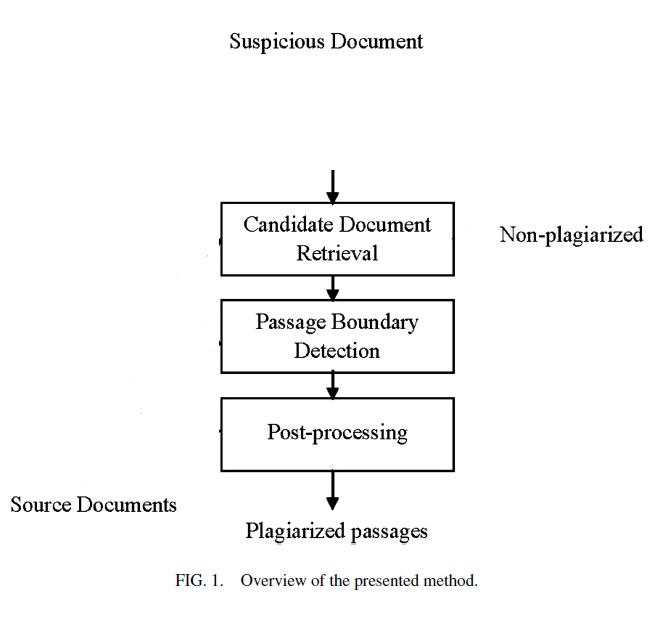 Suspicious Document
Candidate Document
Retrieval
Non-plagiarized
Passage Boundary
Detection
Post-processing
Source Documents
Plagiarized passages
FIG. 1. Overview of the presented method.